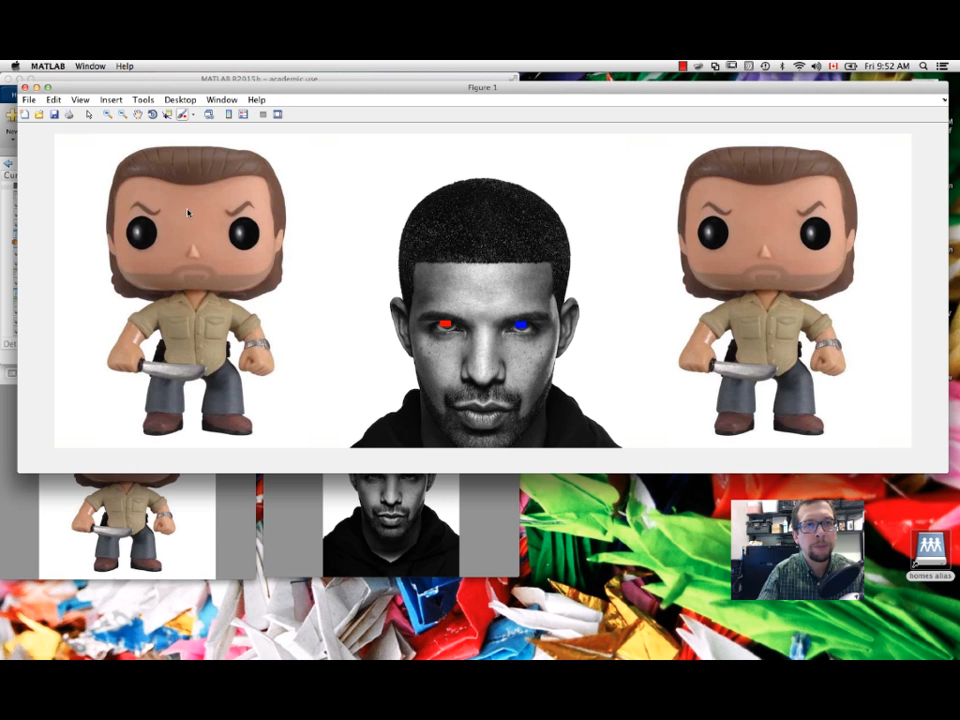 MATLAB Window Help Fri 9:52 AM
MATLAB R2015b - academic use
Figure 1
File Edit View Insert Tools Desktop Window Help
homes alias